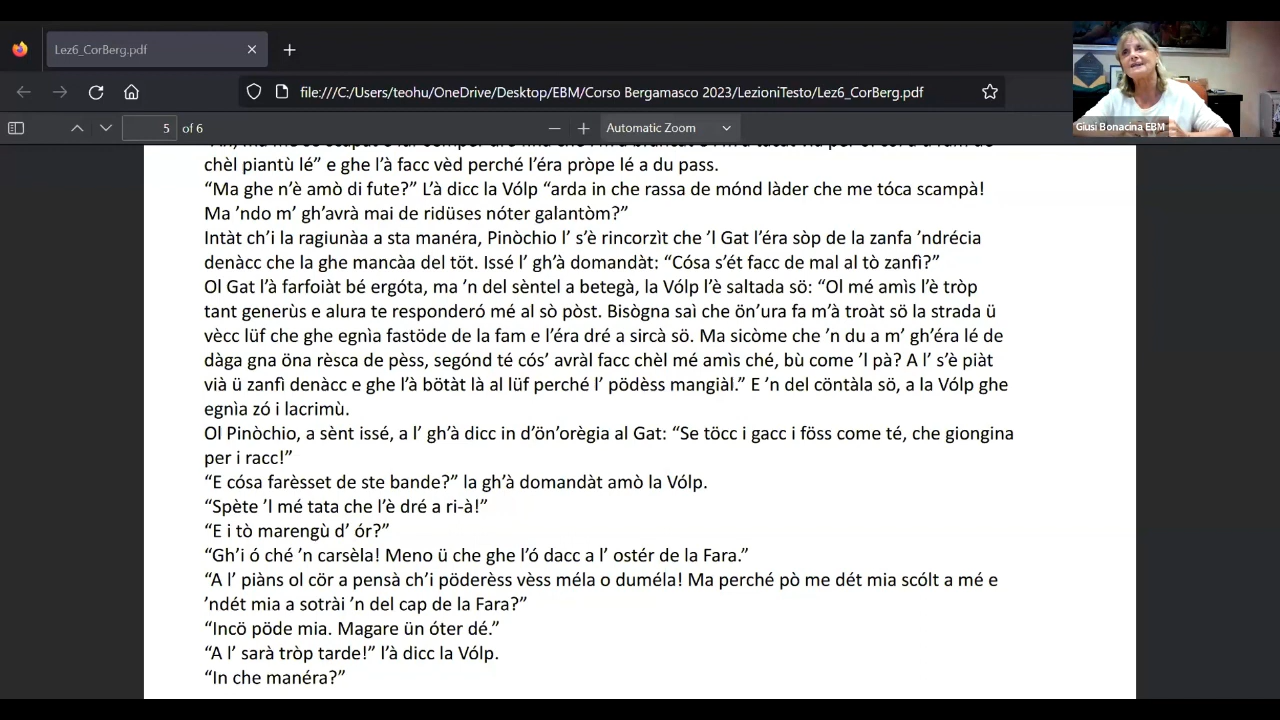 Lez6_CorBerg.pdf
file:///C:/Users/teohu/OneDrive/Desktop/EBM/Corso Bergamasco 2023/LezioniTesto/Lez6_CorBerg.pdf
5 of 6
Automatic Zoom
Giusi Bonacina EBM
chèl piantù lé” e ghe l’à facc vèd perché l’éra pròpe lé a du pass.
“Ma ghe n’è amò di fute?” L’à dicc la Vólp “arda in che rassa de mónd làder che me tóca scampà!
Ma ’ndo m’ gh’avrà mai de ridüses nóter galantòm?”
Intàt ch’i la ragiunàa a sta manéra, Pinòchio l’ s’è rincorzìt che ’l Gat l’éra sòp de la zanfa ’ndrécia
denàcc che la ghe mancàa del töt. Issé l’ gh’à domandàt: “Cósa s’ét facc de mal al tò zanfì?”
Ol Gat l’à farfoiàt bé ergóta, ma ’n del sèntel a betegà, la Vólp l’è saltada sö: “Ol mé amìs l’è tròp
tant generùs e alura te responderó mé al sò pòst. Bisògna saì che ön’ura fa m’à troàt sö la strada ü
vècc lüf che ghe egnìa fastöde de la fam e l’éra dré a sircà sö. Ma sicòme che ’n du a m’ gh’éra lé de
dàga gna öna rèsca de pèss, segónd té cós’ avràl facc chèl mé amìs ché, bù come ’l pà? A l’ s’è piàt
vià ü zanfì denàcc e ghe l’à bötàt là al lüf perché l’ pödèss mangiàl.” E ’n del cöntàla sö, a la Vólp ghe
egnìa zó i lacrimù.
Ol Pinòchio, a sènt issé, a l’ gh’à dicc in d’ön’orègia al Gat: “Se töcc i gacc i föss come té, che giongina
per i racc!”
“E cósa farèsset de ste bande?” la gh’à domandàt amò la Vólp.
“Spète ’l mé tata che l’è dré a ri-à!”
“E i tò marengù d’ ór?”
“Gh’i ó ché ’n carsèla! Meno ü che ghe l’ó dacc a l’ ostér de la Fara.”
“A l’ piàns ol cör a pensà ch’i pöderèss vèss méla o duméla! Ma perché pò me dét mia scólt a mé e
’ndét mia a sotrài ’n del cap de la Fara?”
“Incö pöde mia. Magare ün óter dé.”
“A l’ sarà tròp tarde!” l’à dicc la Vólp.
“In che manéra?”